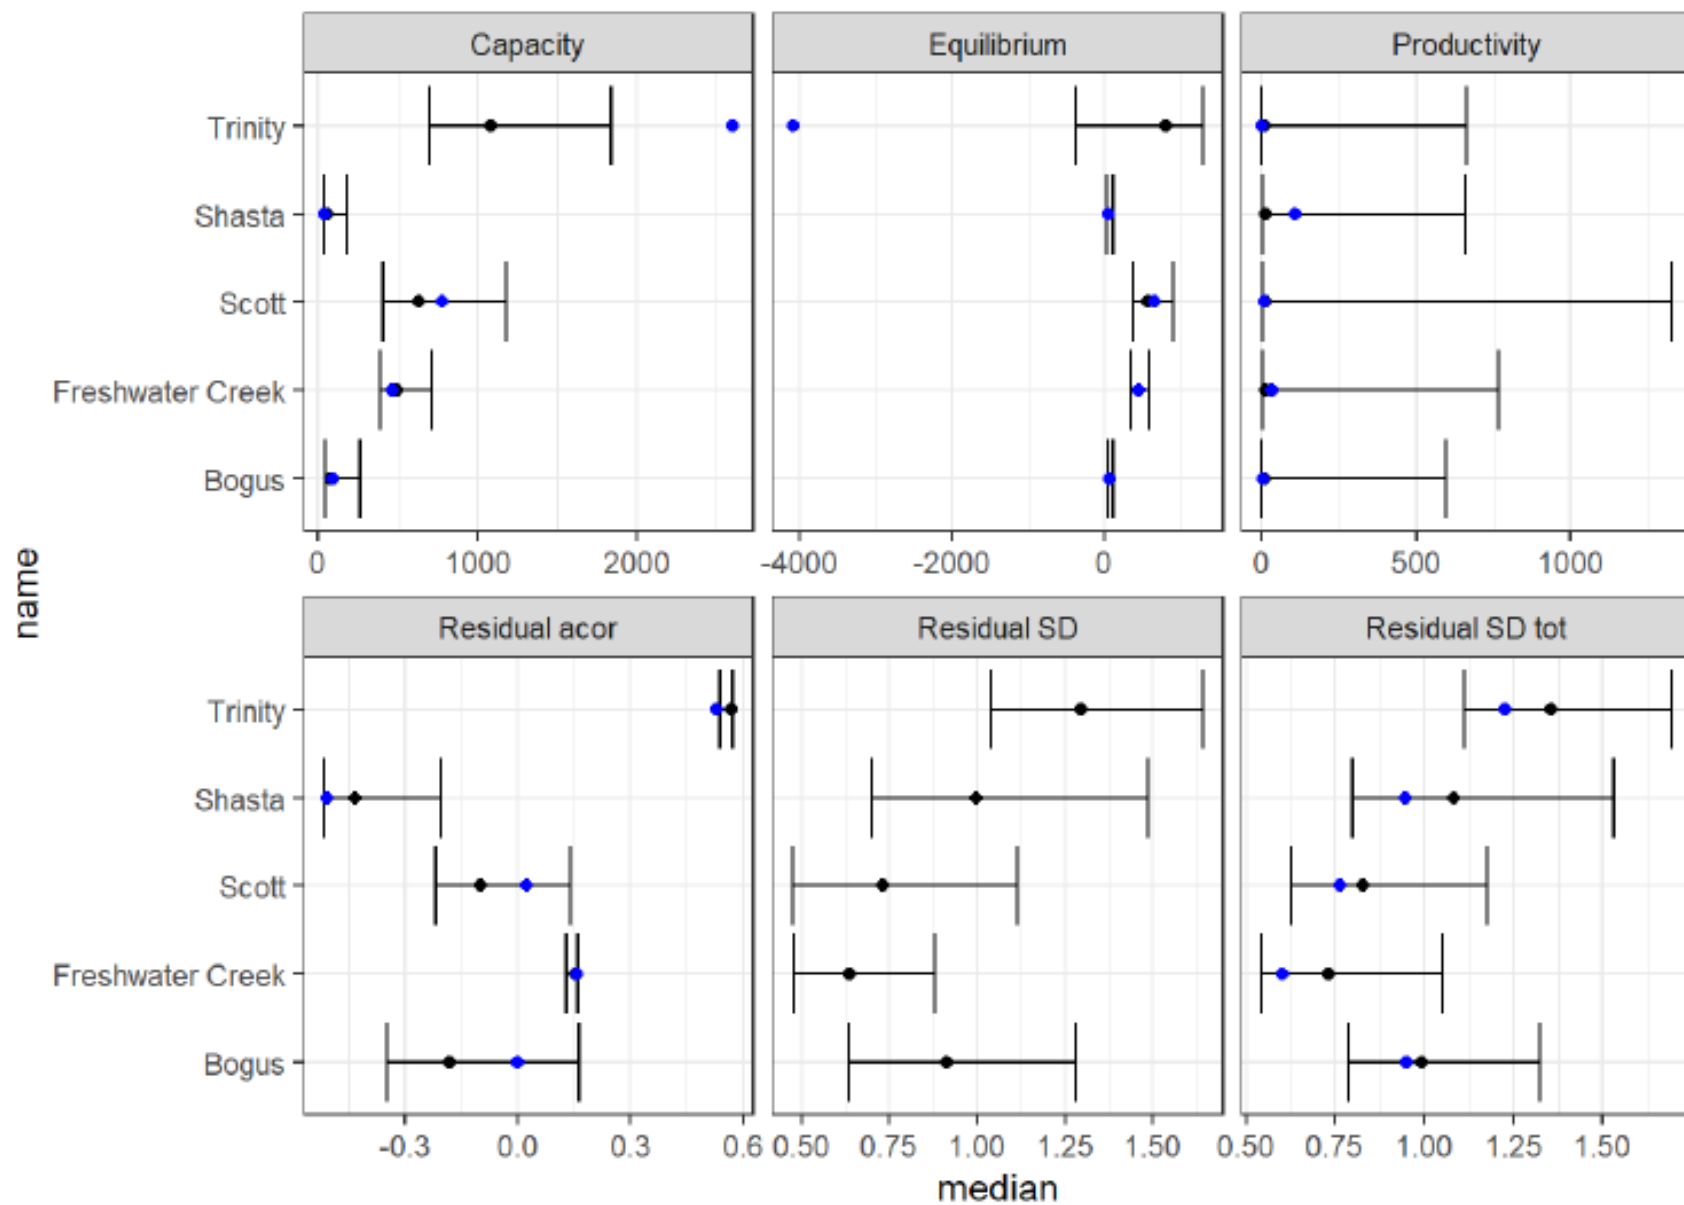 Capacity Equilibrium Productivity
Trinity
Shasta
Scott
Freshwater Creek
Bogus
0 1000 2000 -4000 -2000 0 0 500 1000
name
Residual acor Residual SD Residual SD tot
Trinity
Shasta
Scott
Freshwater Creek
Bogus
-0.3 0.0 0.3 0.6 0.50 0.75 1.00 1.25 1.50 0.50 0.75 1.00 1.25 1.50
median